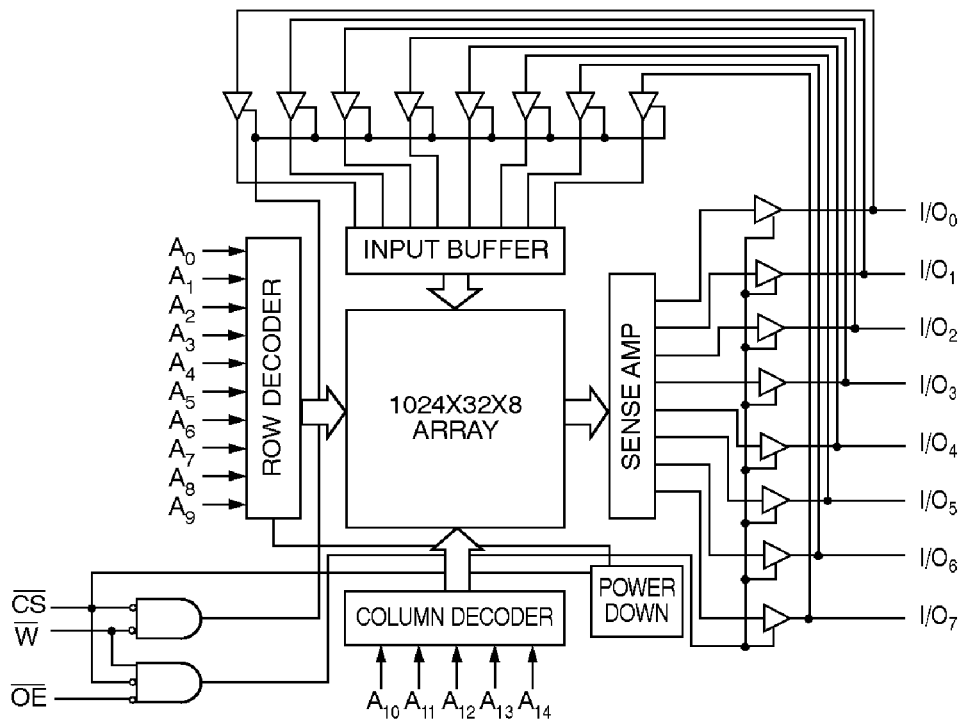 INPUT BUFFER
A0
A1
A2
A3
A4
A5
A6
A7
A8
A9
ROW DECODER
1024X32X8
ARRAY
SENSE AMP
I/O0
I/O1
I/O2
I/O3
I/O4
I/O5
I/O6
I/O7
CS
W
OE
COLUMN DECODER
POWER
DOWN
A10 A11 A12 A13 A14